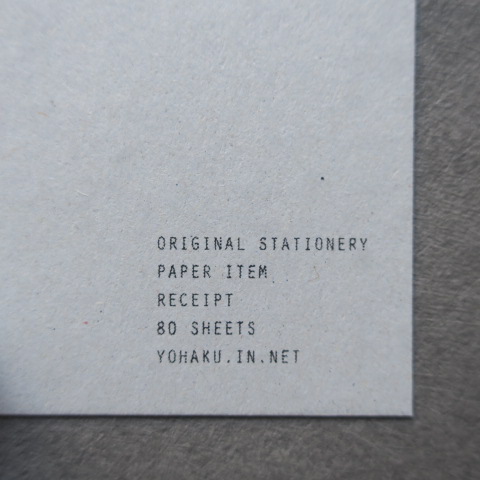 ORIGINAL STATIONERY
PAPER ITEM
RECEIPT
80 SHEETS
YOHAKU.IN.NET